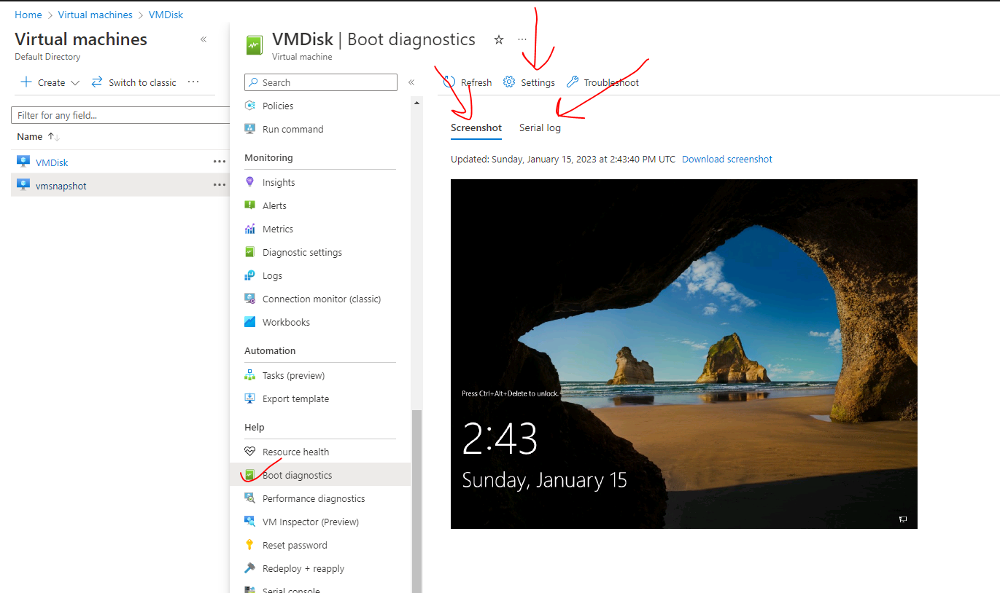 Home > Virtual machines > VMDisk
Virtual machines
Default Directory
Create
Switch to classic
Filter for any field...
Name
VMDisk
vmsnapshot
VMDisk | Boot diagnostics
Virtual machine
Search
Policies
Run command
Monitoring
Insights
Alerts
Metrics
Diagnostic settings
Logs
Connection monitor (classic)
Workbooks
Automation
Tasks (preview)
Export template
Help
Resource health
Boot diagnostics
Performance diagnostics
VM Inspector (Preview)
Reset password
Redeploy + reapply
Serial console
Refresh
Settings
Troubleshoot
Screenshot
Serial log
Updated: Sunday, January 15, 2023 at 2:43:40 PM UTC Download screenshot
Press Ctrl+Alt+Delete to unlock.
2:43
Sunday, January 15